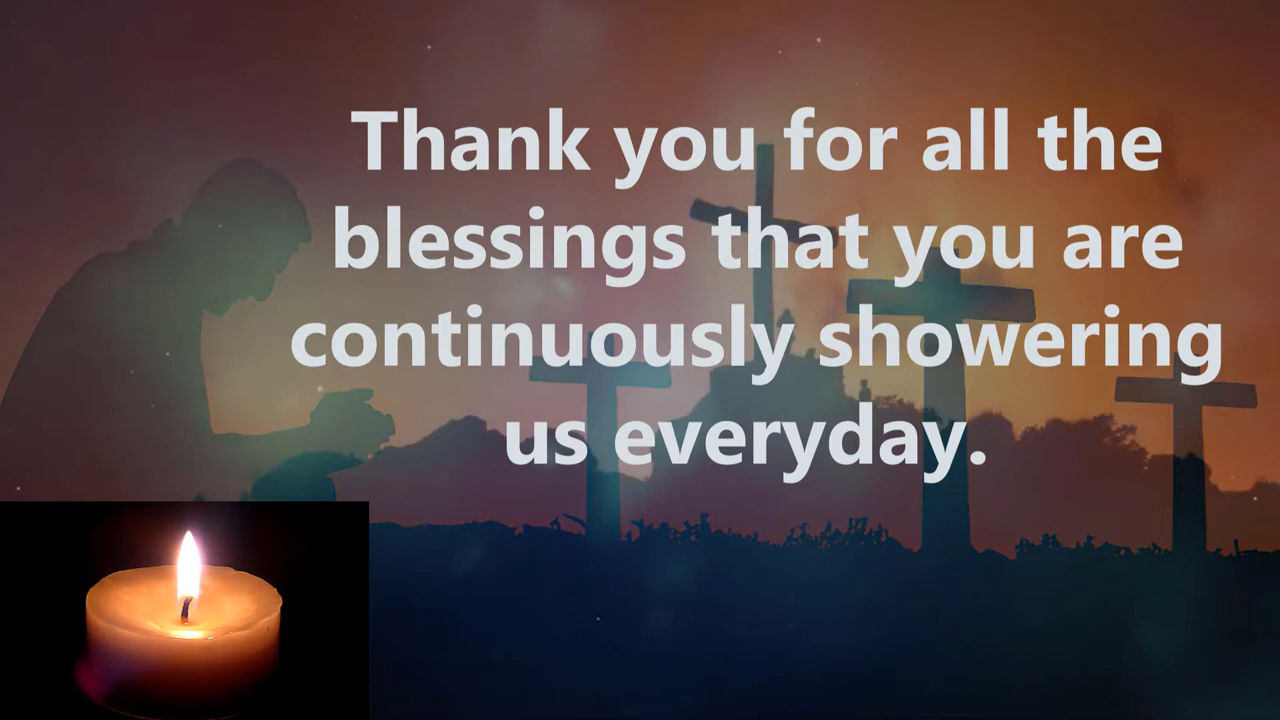 Thank you for all the
blessings that you are
continuously showering
us everyday.